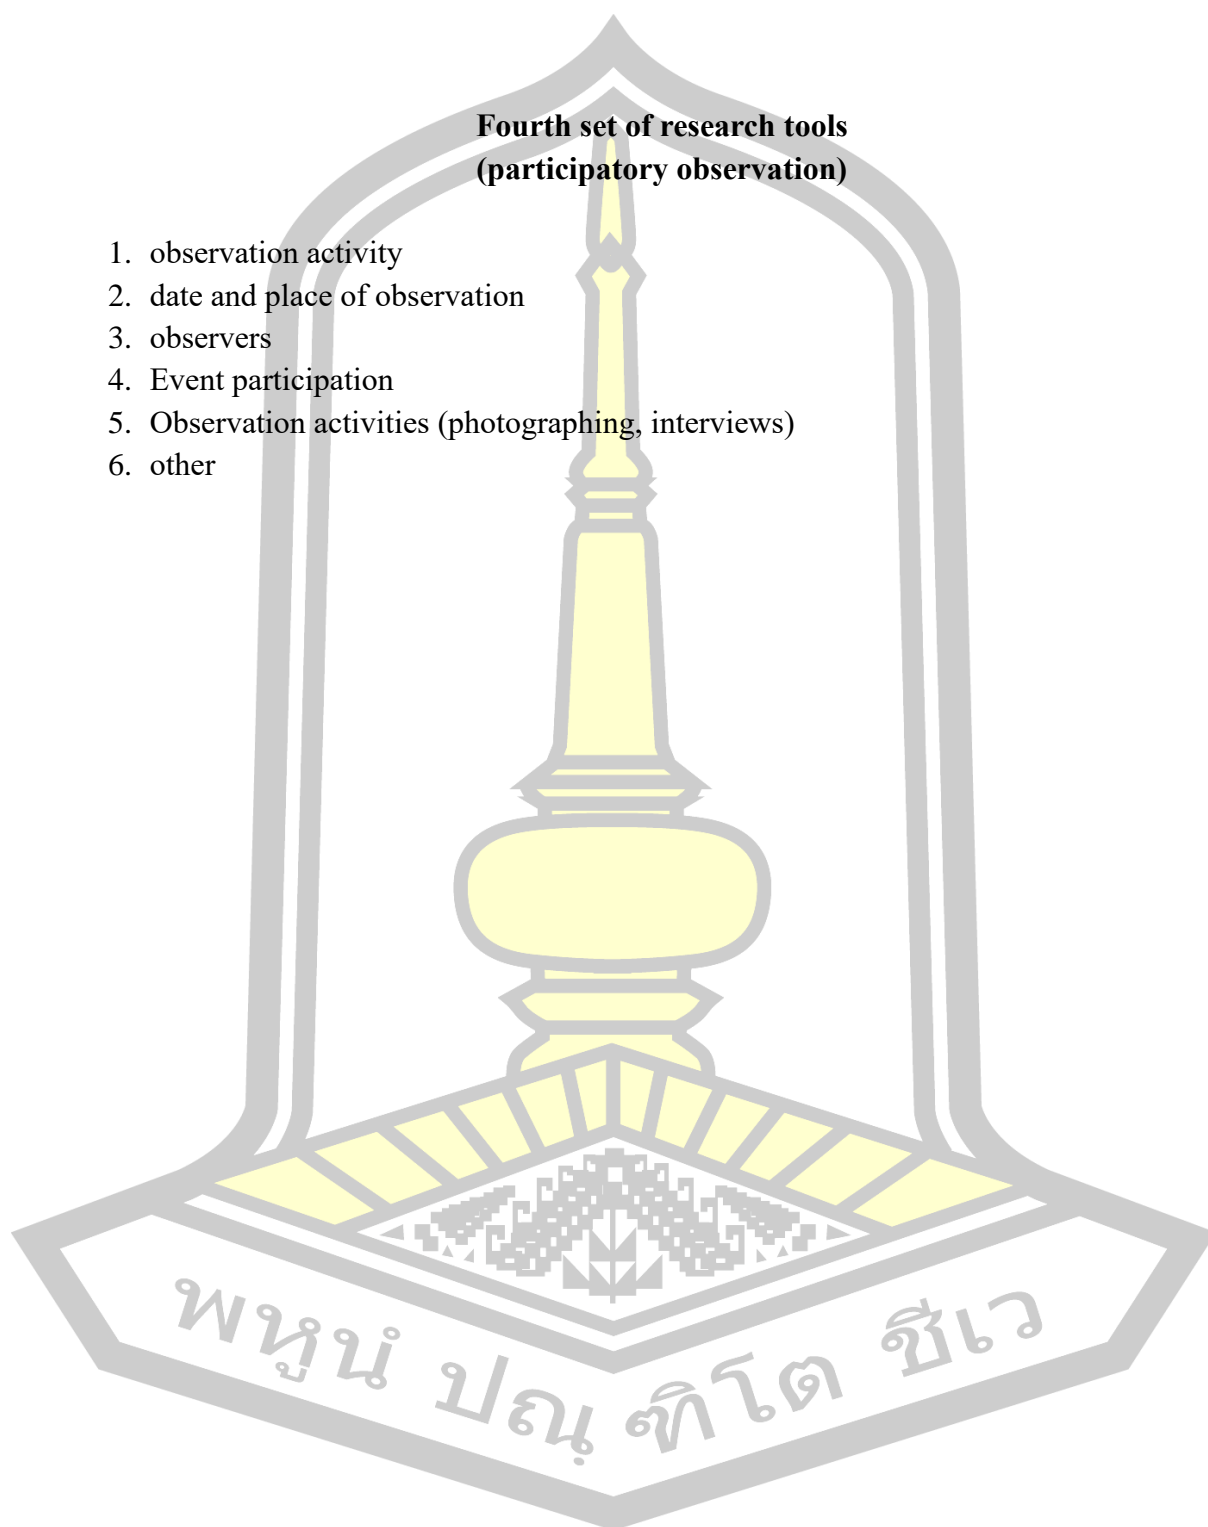 Fourth set of research tools
(participatory observation)
1. observation activity
2. date and place of observation
3. observers
4. Event participation
5. Observation activities (photographing, interviews)
6. other
พหูนํ ปณฺ ฑิโต ชีเว